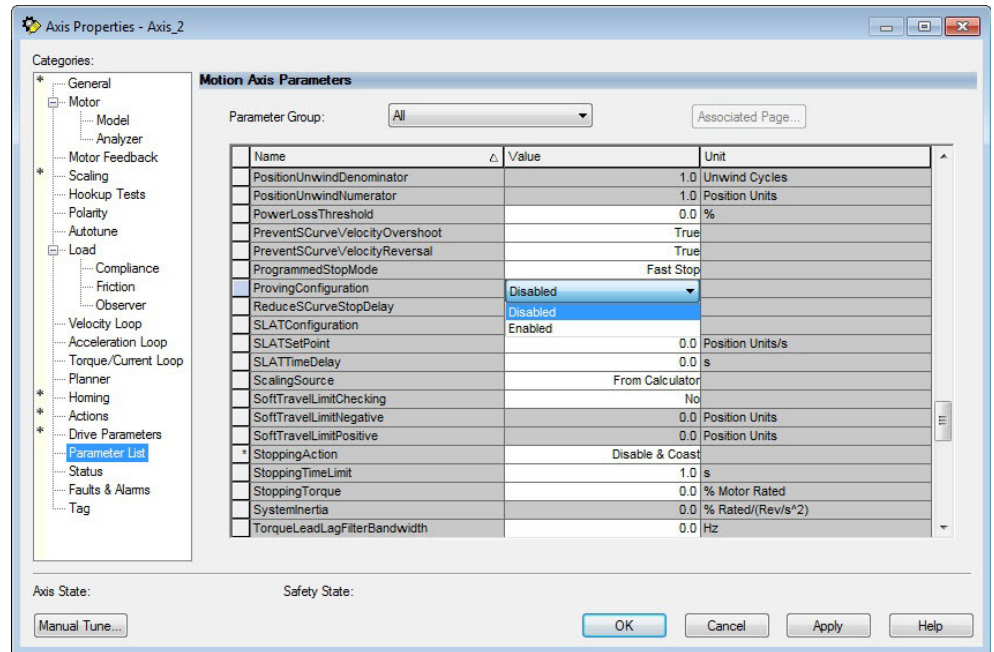 Axis Properties - Axis_2
Categories:
* General
Motor
Model
Analyzer
Motor Feedback
* Scaling
Hookup Tests
Polarity
Autotune
Load
Compliance
Friction
Observer
Velocity Loop
Acceleration Loop
Torque/Current Loop
Planner
* Homing
* Actions
* Drive Parameters
Parameter List
Status
Faults & Alarms
Tag
Motion Axis Parameters
Parameter Group: All Associated Page...
Name Value Unit
PositionUnwindDenominator 1.0 Unwind Cycles
PositionUnwindNumerator 1.0 Position Units
PowerLossThreshold 0.0 %
PreventSCurveVelocityOvershoot True
PreventSCurveVelocityReversal True
ProgrammedStopMode Fast Stop
ProvingConfiguration Disabled
ReduceSCurveStopDelay Disabled
SLATConfiguration Enabled
SLATSetPoint 0.0 Position Units/s
SLATTimeDelay 0.0 s
ScalingSource From Calculator
SoftTravelLimitChecking No
SoftTravelLimitNegative 0.0 Position Units
SoftTravelLimitPositive 0.0 Position Units
* StoppingAction Disable & Coast
StoppingTimeLimit 1.0 s
StoppingTorque 0.0 % Motor Rated
SystemInertia 0.0 % Rated/(Rev/s^2)
TorqueLeadLagFilterBandwidth 0.0 Hz
Axis State: Safety State:
Manual Tune... OK Cancel Apply Help